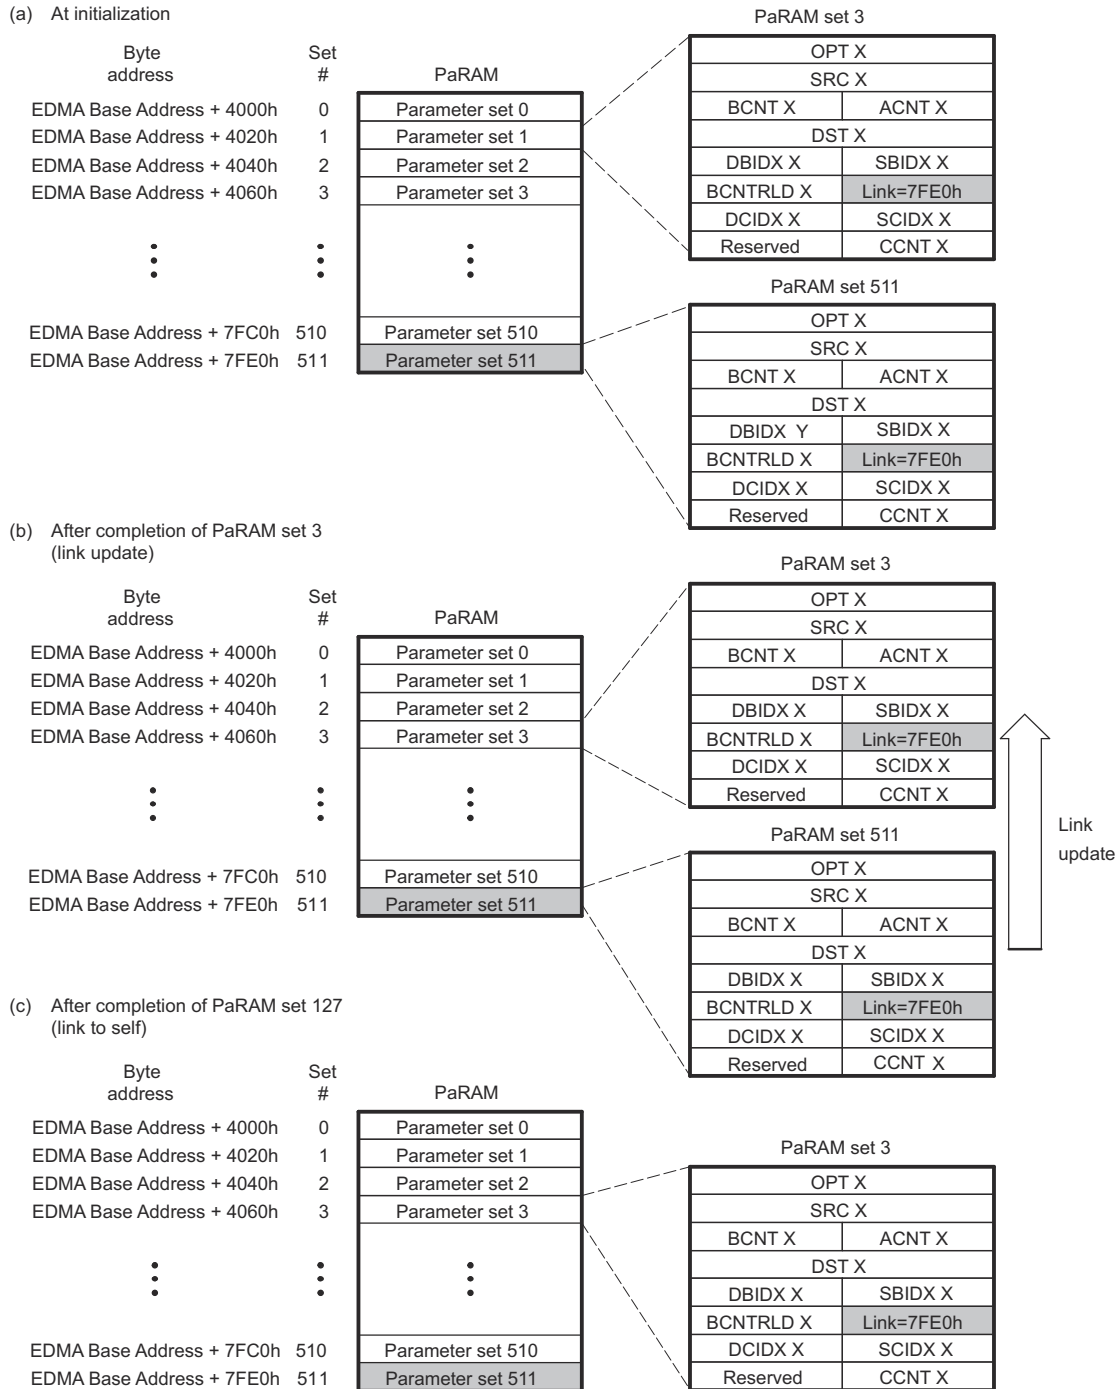 (a) At initialization
Byte address Set # PaRAM
EDMA Base Address + 4000h 0 Parameter set 0
EDMA Base Address + 4020h 1 Parameter set 1
EDMA Base Address + 4040h 2 Parameter set 2
EDMA Base Address + 4060h 3 Parameter set 3
EDMA Base Address + 7FC0h 510 Parameter set 510
EDMA Base Address + 7FE0h 511 Parameter set 511
PaRAM set 3
OPT X
SRC X
BCNT X ACNT X
DST X
DBIDX X SBIDX X
BCNTRLD X Link=7FE0h
DCIDX X SCIDX X
Reserved CCNT X
PaRAM set 511
OPT X
SRC X
BCNT X ACNT X
DST X
DBIDX Y SBIDX X
BCNTRLD X Link=7FE0h
DCIDX X SCIDX X
Reserved CCNT X
(b) After completion of PaRAM set 3
(link update)
Byte address Set # PaRAM
EDMA Base Address + 4000h 0 Parameter set 0
EDMA Base Address + 4020h 1 Parameter set 1
EDMA Base Address + 4040h 2 Parameter set 2
EDMA Base Address + 4060h 3 Parameter set 3
EDMA Base Address + 7FC0h 510 Parameter set 510
EDMA Base Address + 7FE0h 511 Parameter set 511
PaRAM set 3
OPT X
SRC X
BCNT X ACNT X
DST X
DBIDX X SBIDX X
BCNTRLD X Link=7FE0h
DCIDX X SCIDX X
Reserved CCNT X
PaRAM set 511
OPT X
SRC X
BCNT X ACNT X
DST X
DBIDX X SBIDX X
BCNTRLD X Link=7FE0h
DCIDX X SCIDX X
Reserved CCNT X
Link
update
(c) After completion of PaRAM set 127
(link to self)
Byte address Set # PaRAM
EDMA Base Address + 4000h 0 Parameter set 0
EDMA Base Address + 4020h 1 Parameter set 1
EDMA Base Address + 4040h 2 Parameter set 2
EDMA Base Address + 4060h 3 Parameter set 3
EDMA Base Address + 7FC0h 510 Parameter set 510
EDMA Base Address + 7FE0h 511 Parameter set 511
PaRAM set 3
OPT X
SRC X
BCNT X ACNT X
DST X
DBIDX X SBIDX X
BCNTRLD X Link=7FE0h
DCIDX X SCIDX X
Reserved CCNT X